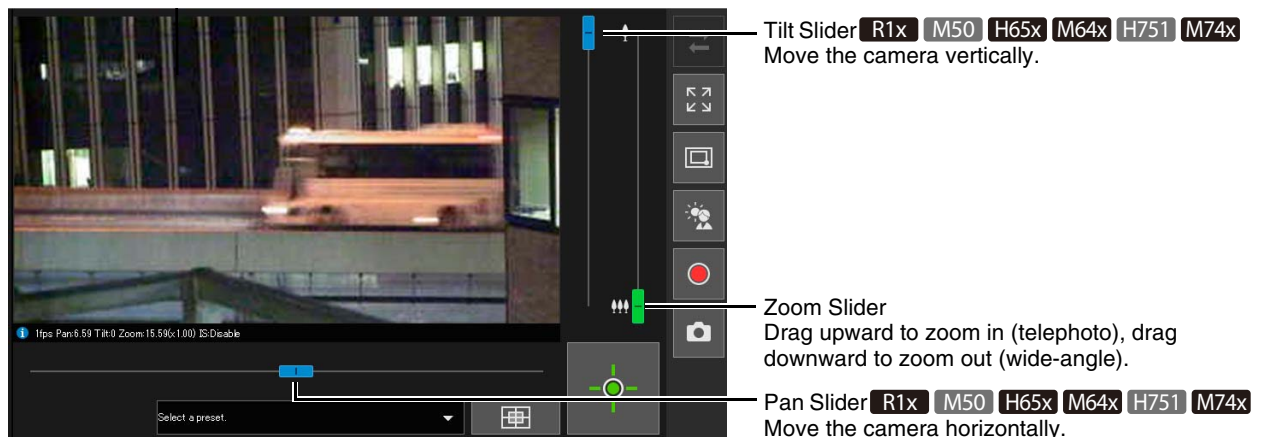 Tilt Slider R1x M50 H65x M64x H751 M74x
Move the camera vertically.
Zoom Slider
Drag upward to zoom in (telephoto), drag
downward to zoom out (wide-angle).
1fps Pan:6.59 Tilt:0 Zoom:15.59(x1.00) IS:Disable
Pan Slider R1x M50 H65x M64x H751 M74x
Move the camera horizontally.
Select a preset.